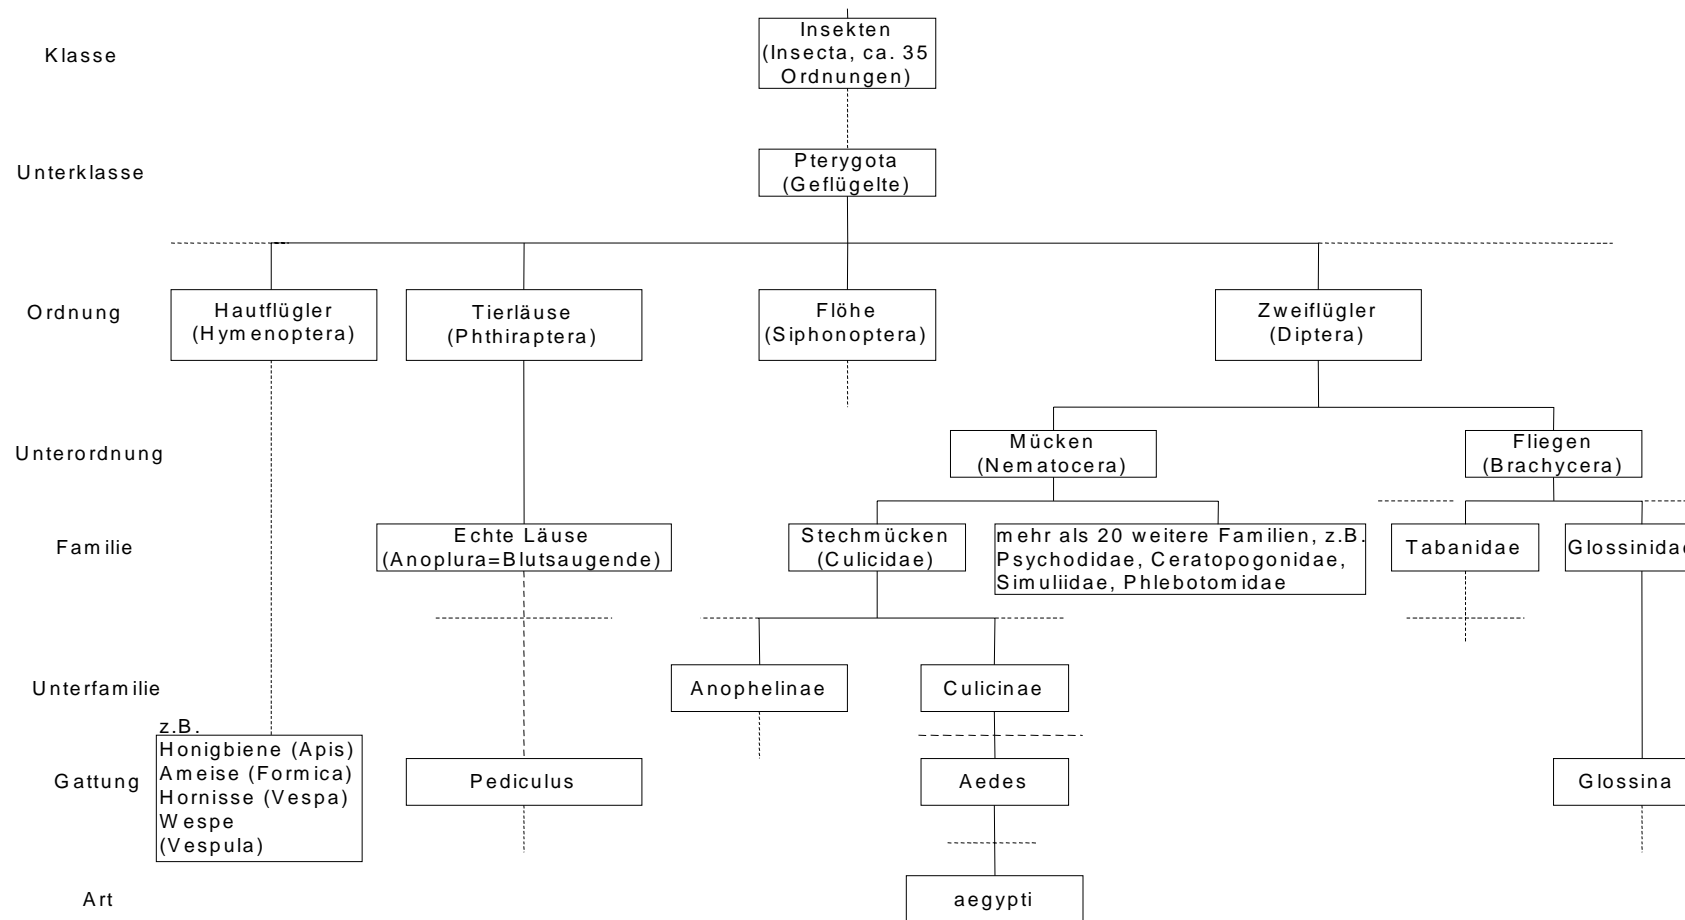 Klasse
Insekten
(Insecta, ca. 35
Ordnungen)
Unterklasse
Pterygota
(Geflügelte)
Ordnung
Hautflügler
(Hymenoptera)
Tierläuse
(Phthiraptera)
Flöhe
(Siphonoptera)
Zweiflügler
(Diptera)
Unterordnung
Mücken
(Nematocera)
Fliegen
(Brachycera)
Familie
Echte Läuse
(Anoplura=Blutsaugende)
Stechmücken
(Culicidae)
mehr als 20 weitere Familien, z.B.
Psychodidae, Ceratopogonidae,
Simuliidae, Phlebotomidae
Tabanidae
Glossinidae
Unterfamilie
Anophelinae
Culicinae
Gattung
z.B.
Honigbiene (Apis)
Ameise (Formica)
Hornisse (Vespa)
Wespe
(Vespula)
Pediculus
Aedes
Glossina
Art
aegypti